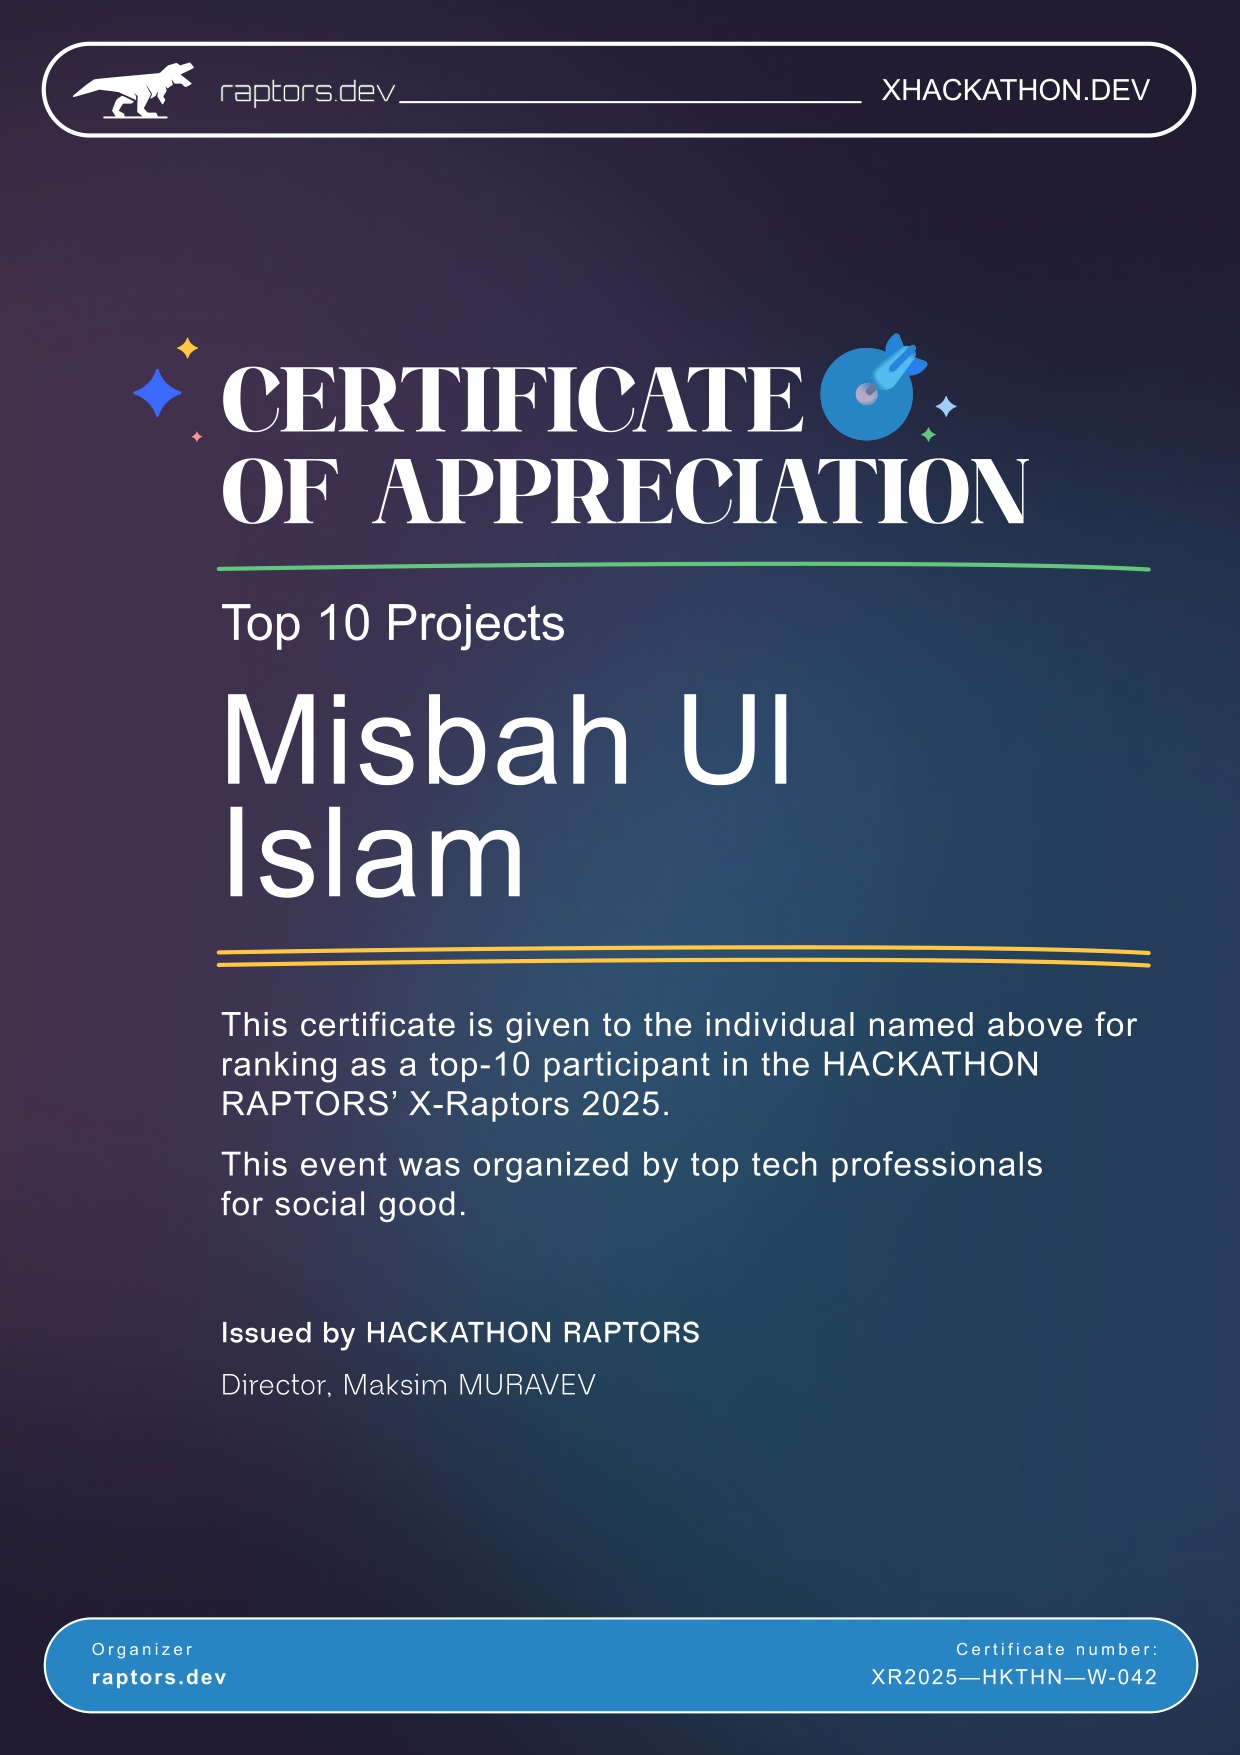 raptors.dev
XHACKATHON.DEV
CERTIFICATE
OF APPRECIATION
Top 10 Projects
Misbah Ul
Islam
This certificate is given to the individual named above for
ranking as a top-10 participant in the HACKATHON
RAPTORS’ X-Raptors 2025.
This event was organized by top tech professionals
for social good.
Issued by HACKATHON RAPTORS
Director, Maksim MURAVEV
Organizer
raptors.dev
Certificate number:
XR2025—HKTHN—W-042